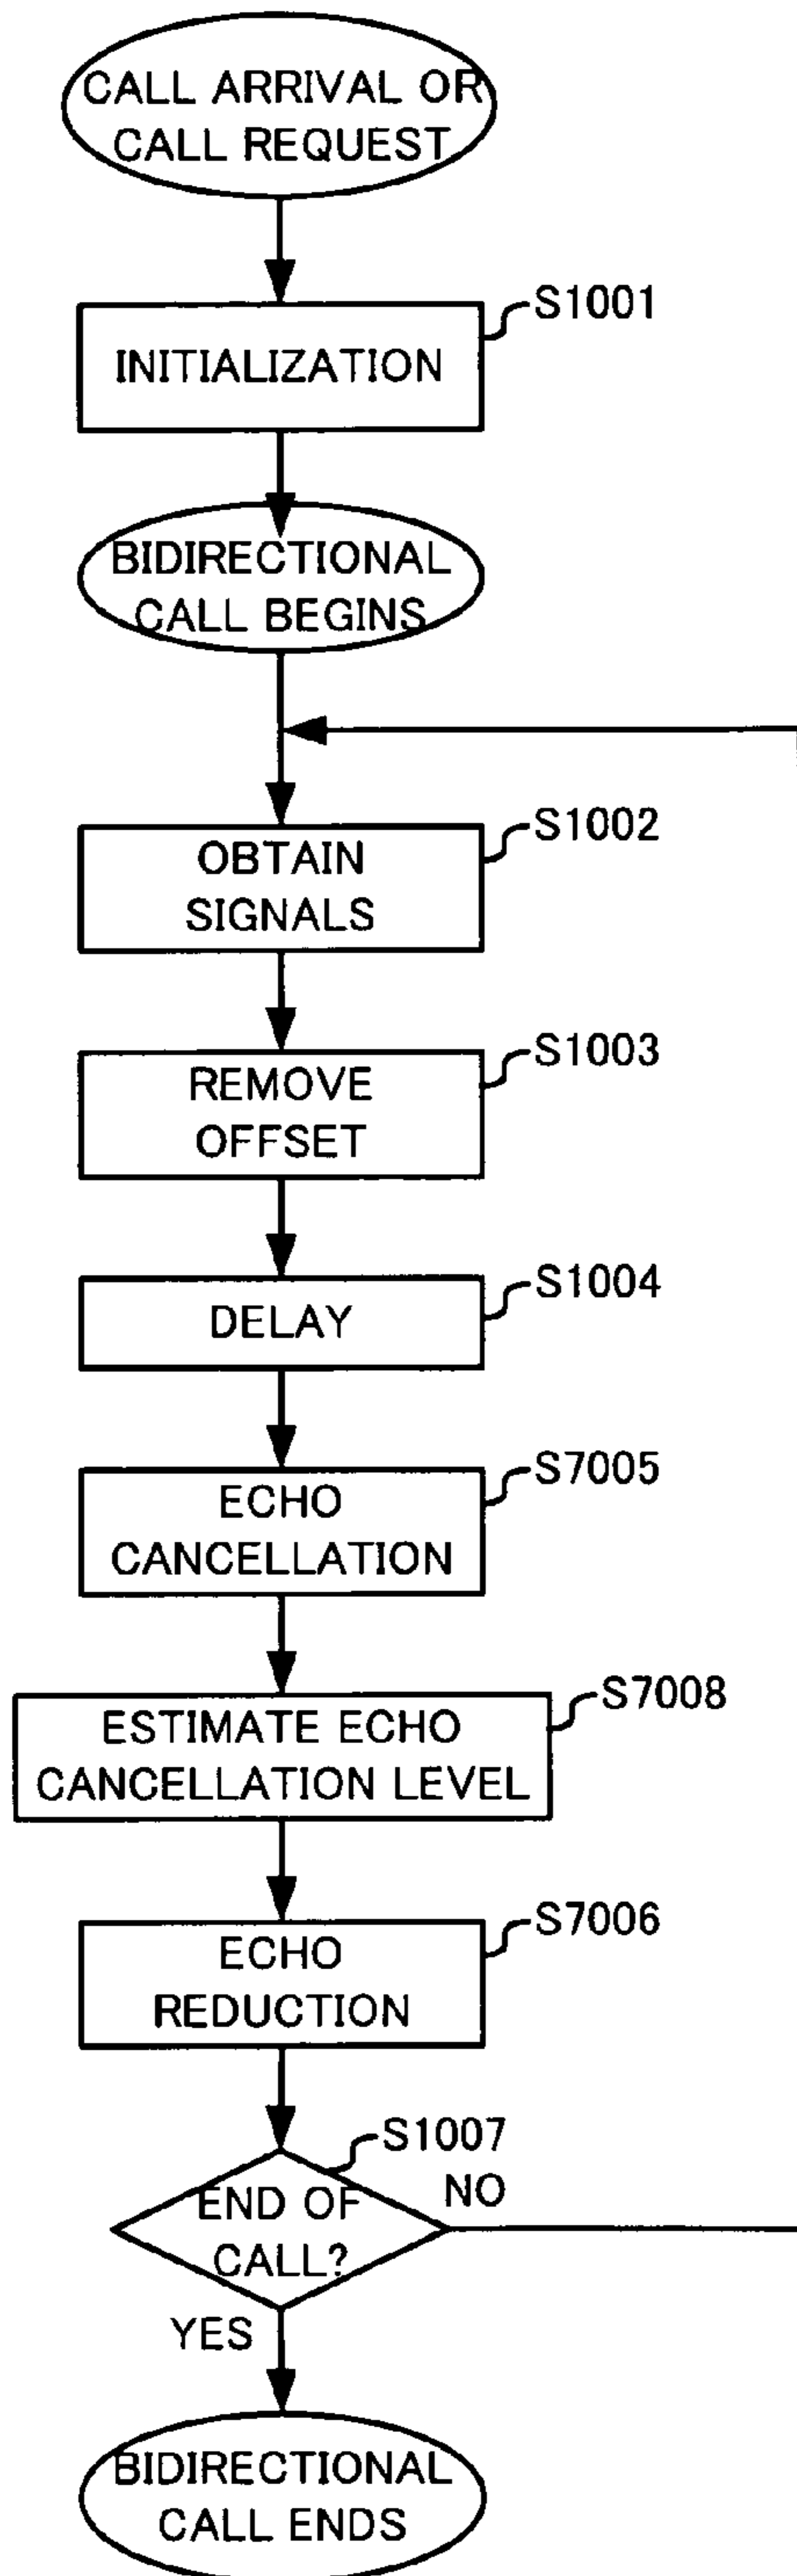 CALL ARRIVAL OR
CALL REQUEST
S1001
INITIALIZATION
BIDIRECTIONAL
CALL BEGINS
S1002
OBTAIN
SIGNALS
S1003
REMOVE
OFFSET
S1004
DELAY
S7005
ECHO
CANCELLATION
S7008
ESTIMATE ECHO
CANCELLATION LEVEL
S7006
ECHO
REDUCTION
S1007
END OF
CALL?
NO
YES
BIDIRECTIONAL
CALL ENDS